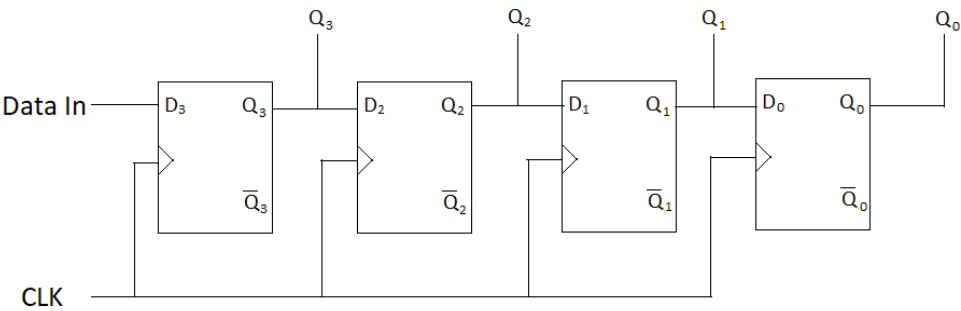 Q₃ Q₂ Q₁ Q₀
Data In D₃ Q₃ D₂ Q₂ D₁ Q₁ D₀ Q₀
Q̅₃ Q̅₂ Q̅₁ Q̅₀
CLK